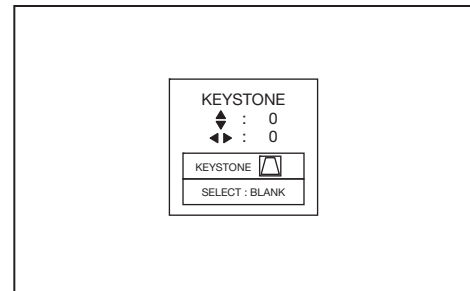 KEYSTONE
▲▼ : 0
◀▶ : 0
KEYSTONE
SELECT : BLANK